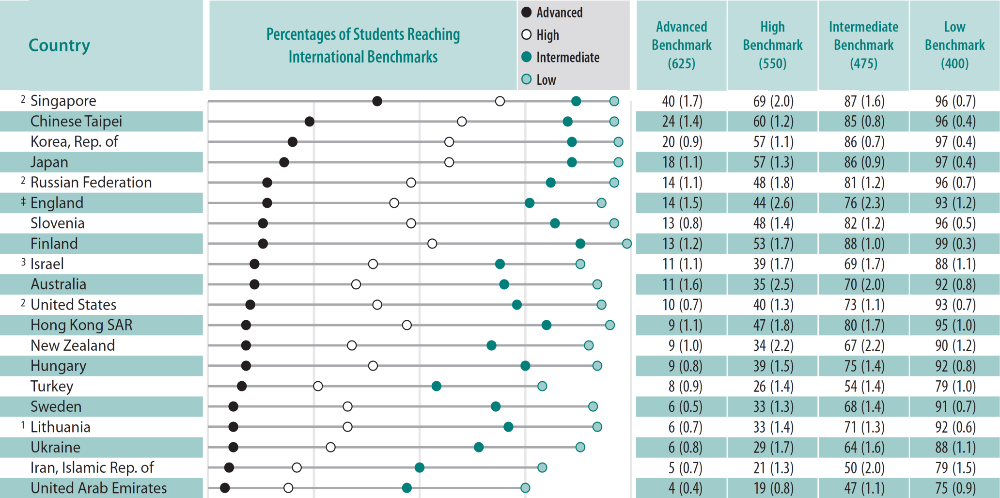 Country
Percentages of Students Reaching
International Benchmarks
Advanced
High
Intermediate
Low
Advanced
Benchmark
(625)
High
Benchmark
(550)
Intermediate
Benchmark
(475)
Low
Benchmark
(400)
2 Singapore 40 (1.7) 69 (2.0) 87 (1.6) 96 (0.7)
Chinese Taipei 24 (1.4) 60 (1.2) 85 (0.8) 96 (0.4)
Korea, Rep. of 20 (0.9) 57 (1.1) 86 (0.7) 97 (0.4)
Japan 18 (1.1) 57 (1.3) 86 (0.9) 97 (0.4)
2 Russian Federation 14 (1.1) 48 (1.8) 81 (1.2) 96 (0.7)
‡ England 14 (1.5) 44 (2.6) 76 (2.3) 93 (1.2)
Slovenia 13 (0.8) 48 (1.4) 82 (1.2) 96 (0.5)
Finland 13 (1.2) 53 (1.7) 88 (1.0) 99 (0.3)
3 Israel 11 (1.1) 39 (1.7) 69 (1.7) 88 (1.1)
Australia 11 (1.6) 35 (2.5) 70 (2.0) 92 (0.8)
2 United States 10 (0.7) 40 (1.3) 73 (1.1) 93 (0.7)
Hong Kong SAR 9 (1.1) 47 (1.8) 80 (1.7) 95 (1.0)
New Zealand 9 (1.0) 34 (2.2) 67 (2.2) 90 (1.2)
Hungary 9 (0.8) 39 (1.5) 75 (1.4) 92 (0.8)
Turkey 8 (0.9) 26 (1.4) 54 (1.4) 79 (1.0)
Sweden 6 (0.5) 33 (1.3) 68 (1.4) 91 (0.7)
1 Lithuania 6 (0.7) 33 (1.4) 71 (1.3) 92 (0.6)
Ukraine 6 (0.8) 29 (1.7) 64 (1.6) 88 (1.1)
Iran, Islamic Rep. of 5 (0.7) 21 (1.3) 50 (2.0) 79 (1.5)
United Arab Emirates 4 (0.4) 19 (0.8) 47 (1.1) 75 (0.9)